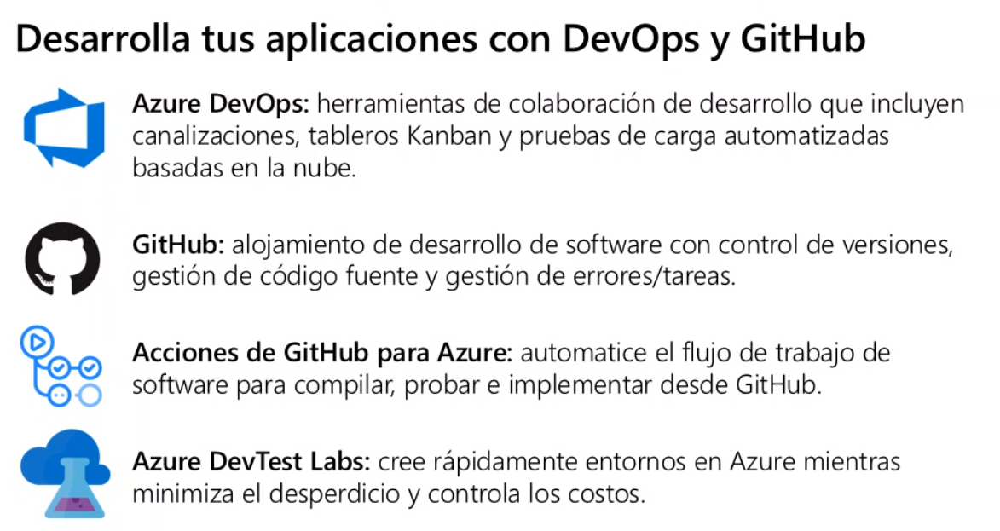 Desarrolla tus aplicaciones con DevOps y GitHub
Azure DevOps: herramientas de colaboración de desarrollo que incluyen
canalizaciones, tableros Kanban y pruebas de carga automatizadas
basadas en la nube.
GitHub: alojamiento de desarrollo de software con control de versiones,
gestión de código fuente y gestión de errores/tareas.
Acciones de GitHub para Azure: automatice el flujo de trabajo de
software para compilar, probar e implementar desde GitHub.
Azure DevTest Labs: cree rápidamente entornos en Azure mientras
minimiza el desperdicio y controla los costos.